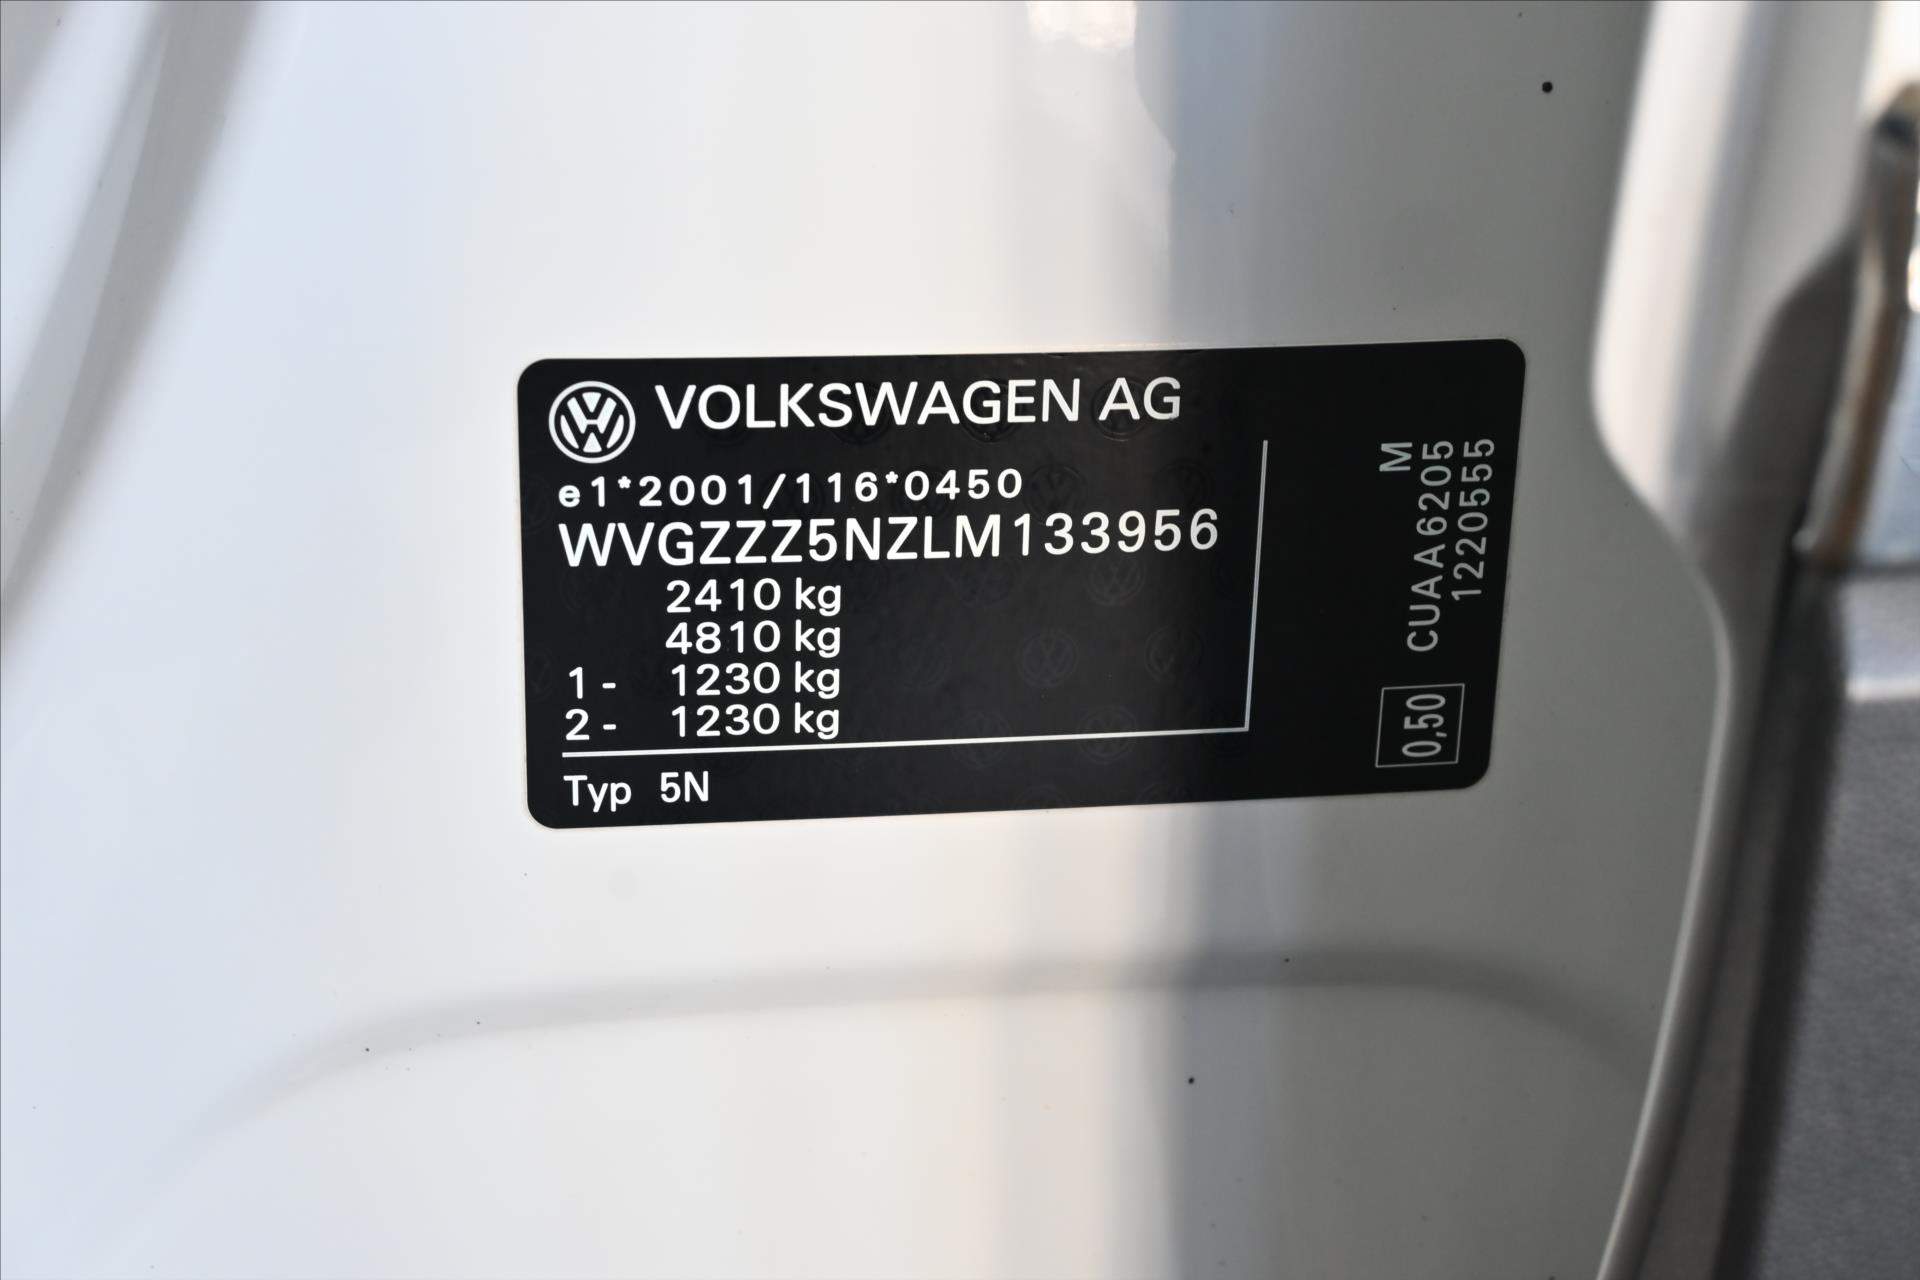 VOLKSWAGEN AG
e1*2001/116*0450
WVGZZZ5NZLM133956
2410 kg
4810 kg
1- 1230 kg
2- 1230 kg
Typ 5N
M
CUAA6205
1220555
0,50